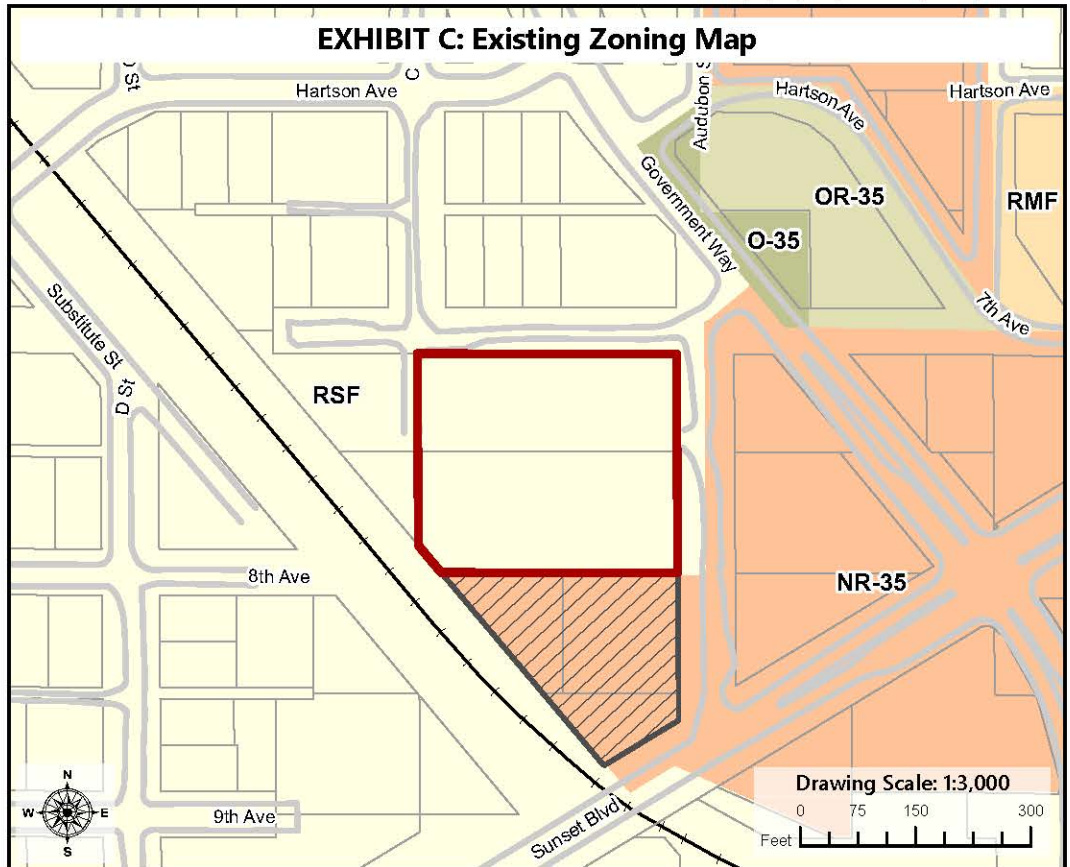 EXHIBIT C: Existing Zoning Map
St
C
Audubon S
Hartson Ave
Hartson Ave
Hartson Ave
Government Way
OR-35
RMF
O-35
7th Ave
Substitute St
D St
RSF
8th Ave
NR-35
N
W
E
S
9th Ave
Sunset Blvd
Drawing Scale: 1:3,000
0 75 150 300
Feet